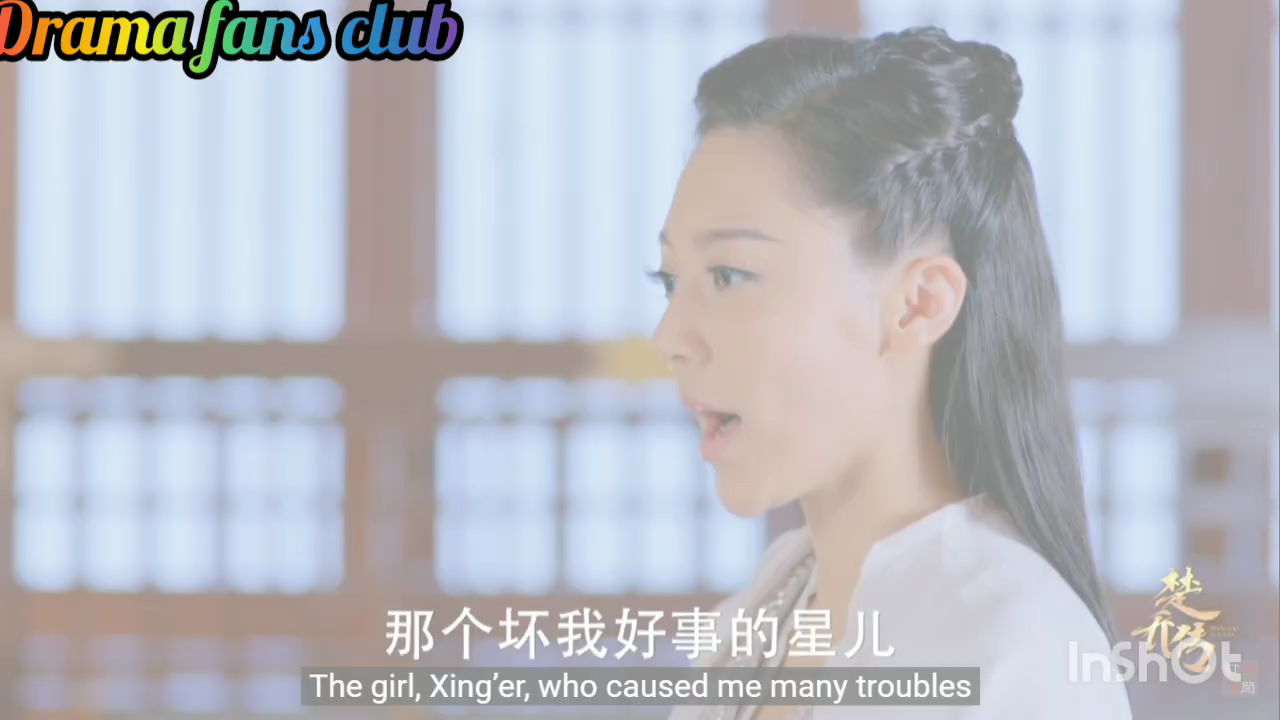 Drama fans club
那个坏我好事的星儿
The girl, Xing’er, who caused me many troubles
楚乔传
InShOt